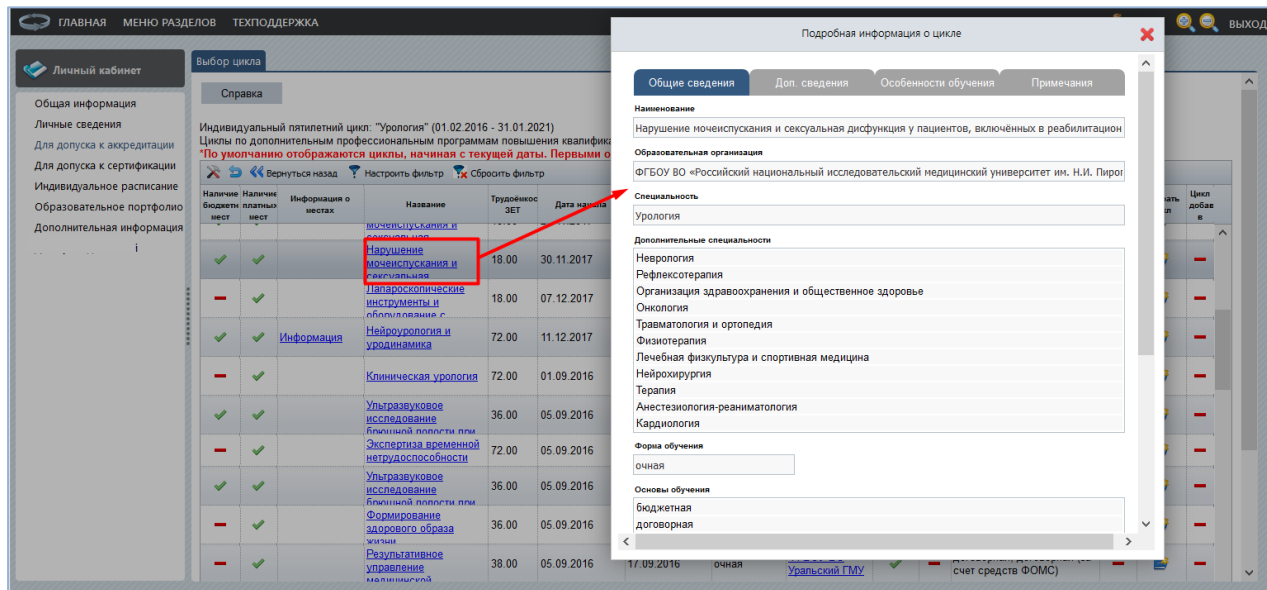 ГЛАВНАЯ МЕНЮ РАЗДЕЛОВ ТЕХПОДДЕРЖКА
ВЫХОД
Личный кабинет
Общая информация
Личные сведения
Для допуска к аккредитации
Для допуска к сертификации
Индивидуальное расписание
Образовательное портфолио
Дополнительная информация
Выбор цикла
Справка
Индивидуальный пятилетний цикл: "Урология" (01.02.2016 - 31.01.2021)
Циклы по дополнительным профессиональным программам повышения квалифика
*По умолчанию отображаются циклы, начиная с текущей даты. Первыми о
Вернуться назад Настроить фильтр Сбросить фильтр
Наличие бюджетн мест
Наличие платных мест
Информация о местах
Название
Трудоёмкос ЗЕТ
Дата начала
Цикл добав в
мочеиспускания и
сексуальная
Нарушение
мочеиспускания и
сексуальная
18.00 30.11.2017
Лапароскопические
инструменты и
оборудование с
18.00 07.12.2017
Информация
Нейроурология и
уродинамика
72.00 11.12.2017
Клиническая урология 72.00 01.09.2016
Ультразвуковое
исследование
брюшной полости при
36.00 05.09.2016
Экспертиза временной
нетрудоспособности
72.00 05.09.2016
Ультразвуковое
исследование
брюшной полости при
36.00 05.09.2016
Формирование
здорового образа
жизни
36.00 05.09.2016
Результативное
управление
медицинской
38.00 05.09.2016 17.09.2016 очная
Уральский ГМУ
счет средств ФОМС)
Подробная информация о цикле
Общие сведения Доп. сведения Особенности обучения Примечания
Наименование
Нарушение мочеиспускания и сексуальная дисфункция у пациентов, включённых в реабилитацион
Образовательная организация
ФГБОУ ВО «Российский национальный исследовательский медицинский университет им. Н.И. Пирог
Специальность
Урология
Дополнительные специальности
Неврология
Рефлексотерапия
Организация здравоохранения и общественное здоровье
Онкология
Травматология и ортопедия
Физиотерапия
Лечебная физкультура и спортивная медицина
Нейрохирургия
Терапия
Анестезиология-реаниматология
Кардиология
Форма обучения
очная
Основы обучения
бюджетная
договорная